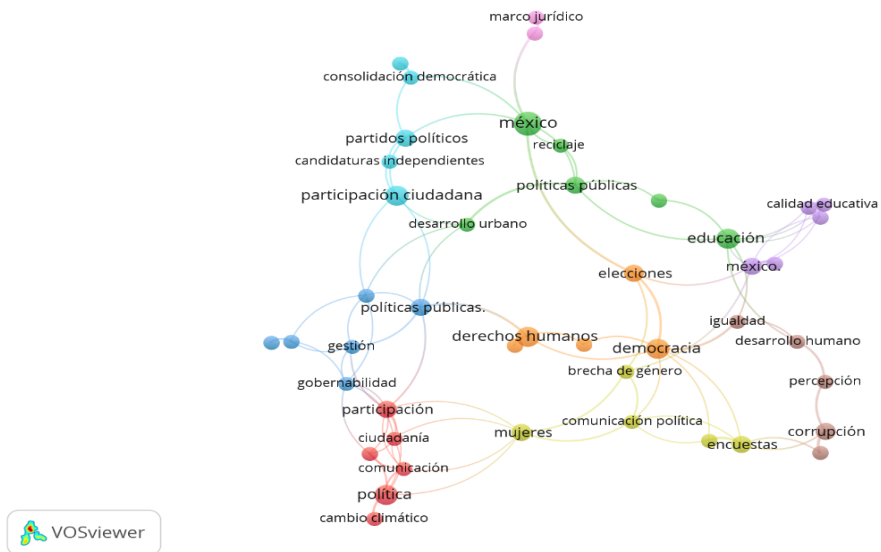 marco jurídico
consolidación democrática
méxico
partidos políticos
reciclaje
candidaturas independientes
políticas públicas
participación ciudadana
calidad educativa
desarrollo urbano
educación
elecciones
méxico.
políticas públicas.
igualdad
derechos humanos
desarrollo humano
gestión
democracia
brecha de género
gobernabilidad
percepción
participación
comunicación política
mujeres
corrupción
ciudadanía
encuestas
comunicación
política
cambio climático
VOSviewer